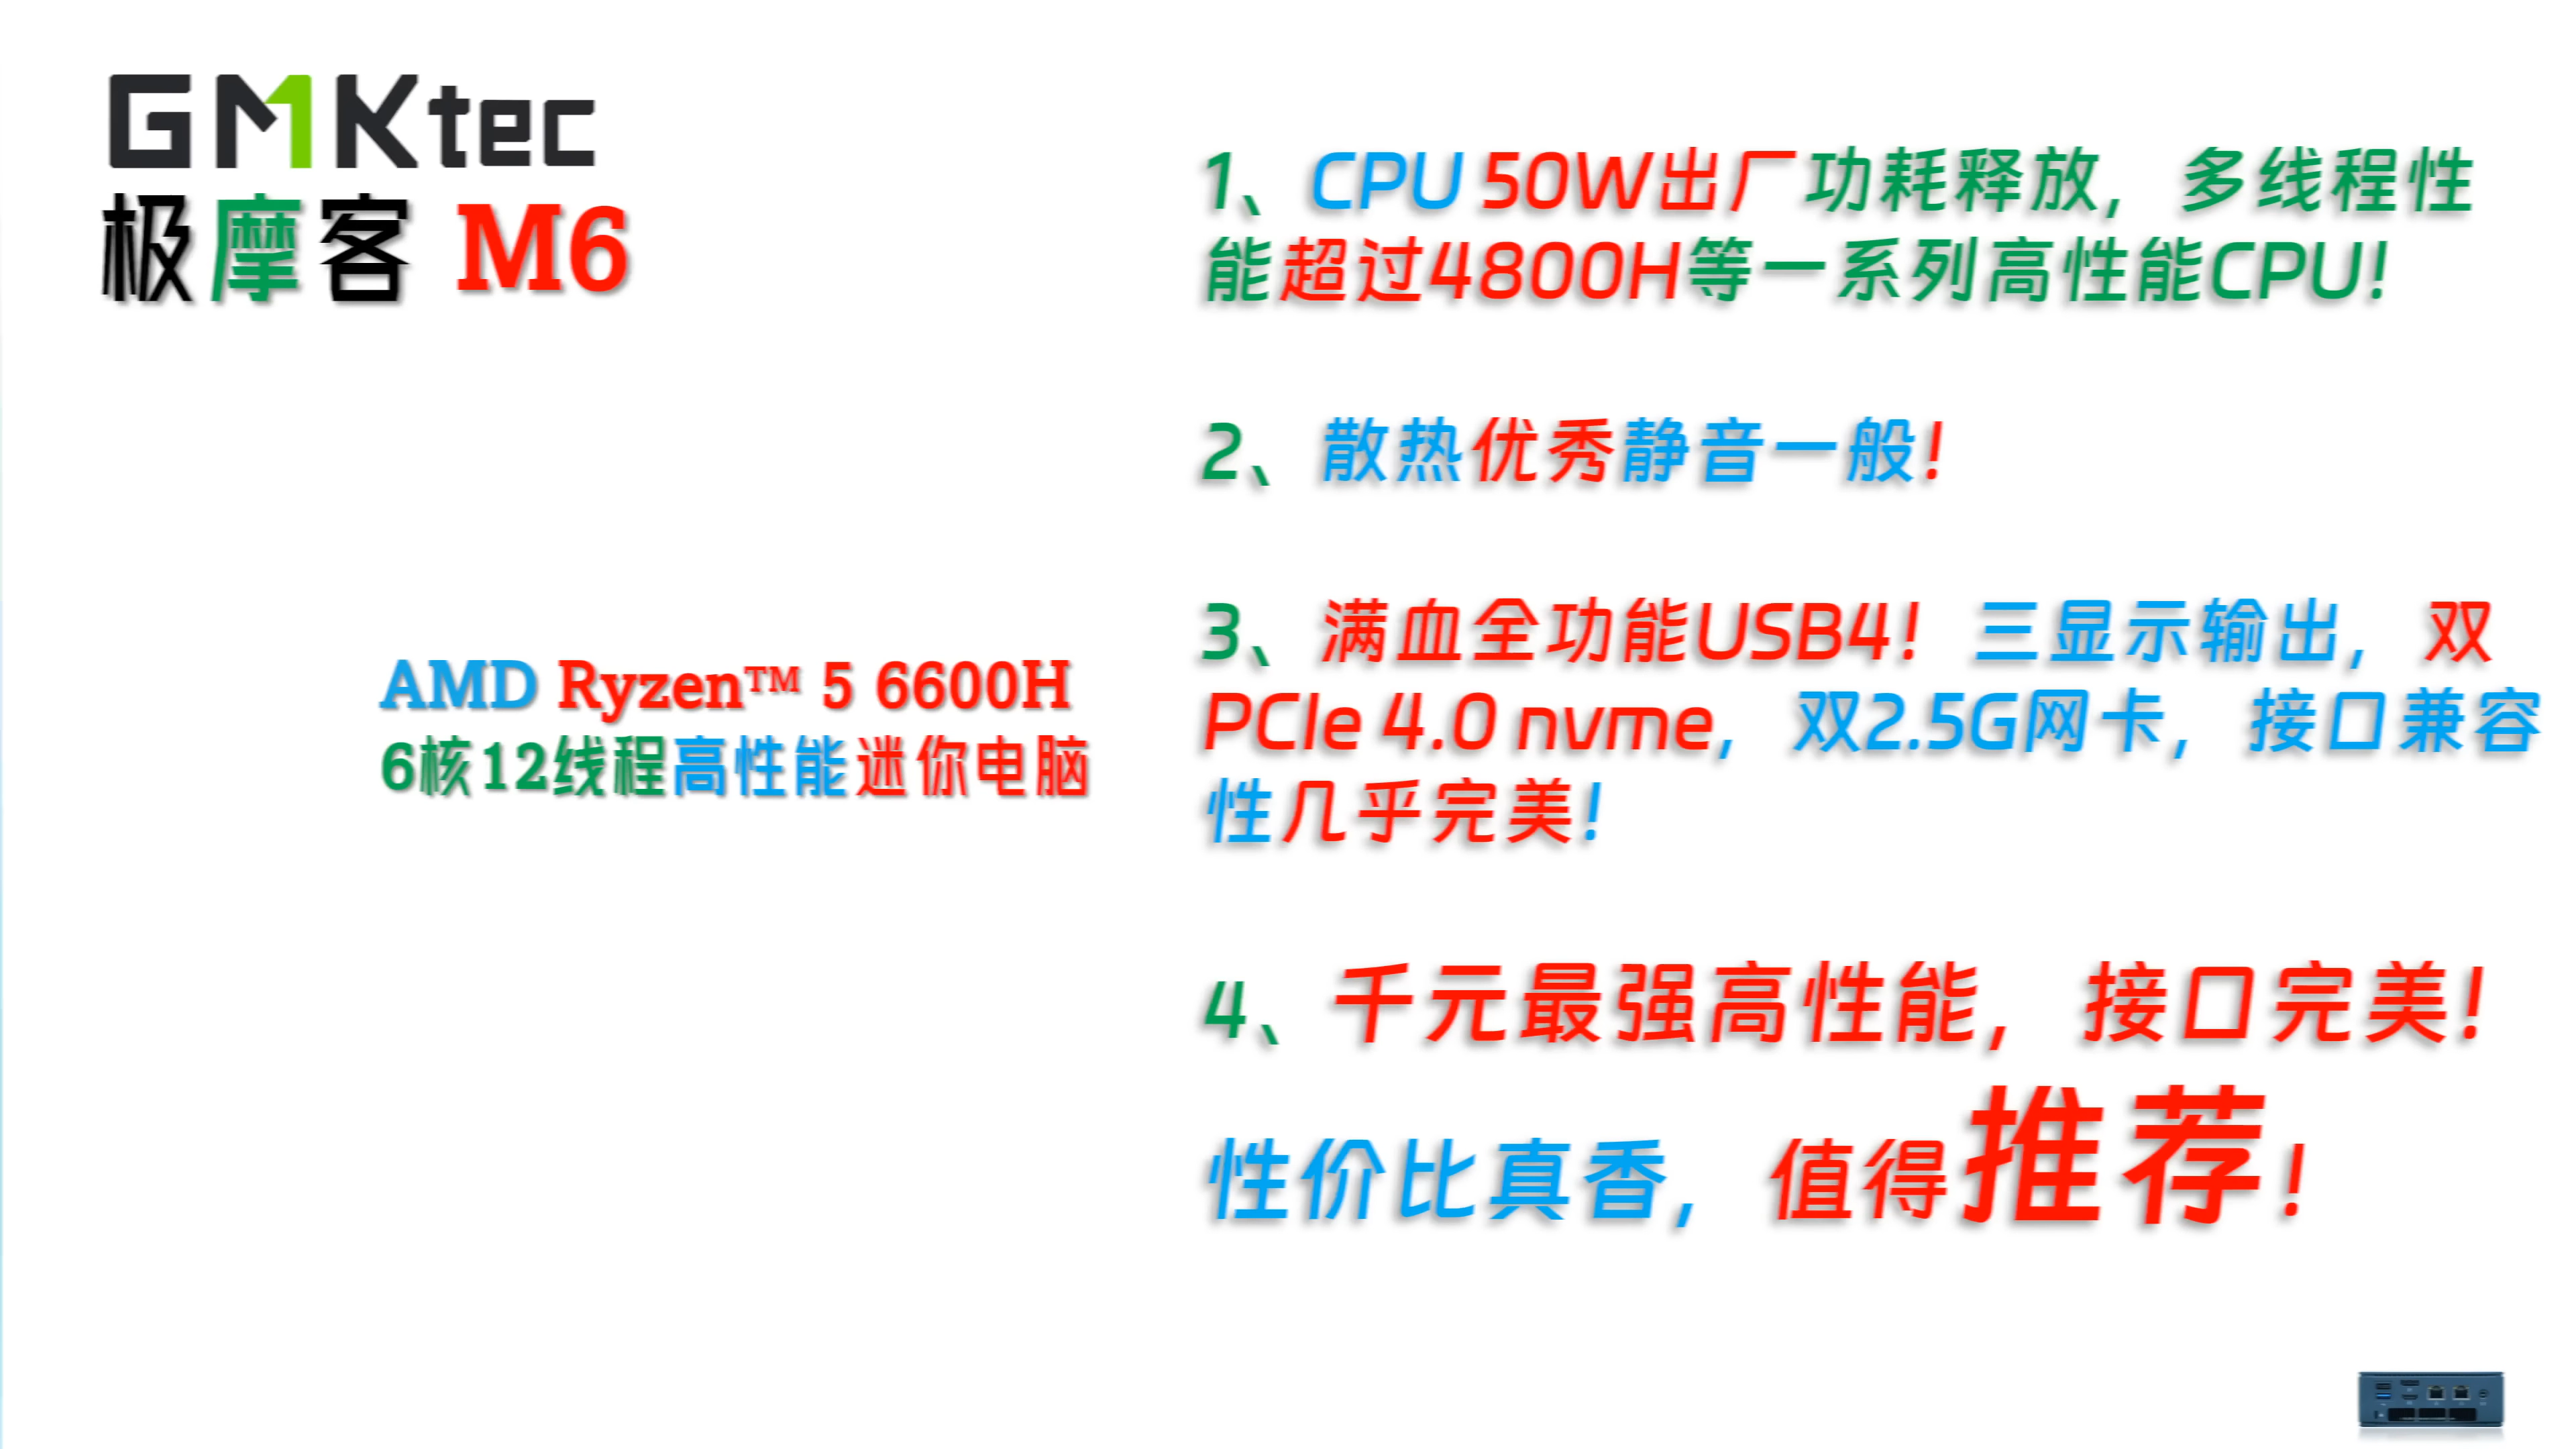 GMKtec
极摩客 M6
AMD Ryzen™ 5 6600H
6核12线程高性能迷你电脑
1、CPU 50W出厂功耗释放，多线程性
能超过4800H等一系列高性能CPU！
2、散热优秀静音一般！
3、满血全功能USB4！三显示输出，双
PCIe 4.0 nvme，双2.5G网卡，接口兼容
性几乎完美！
4、千元最强高性能，接口完美！
性价比真香，值得推荐！